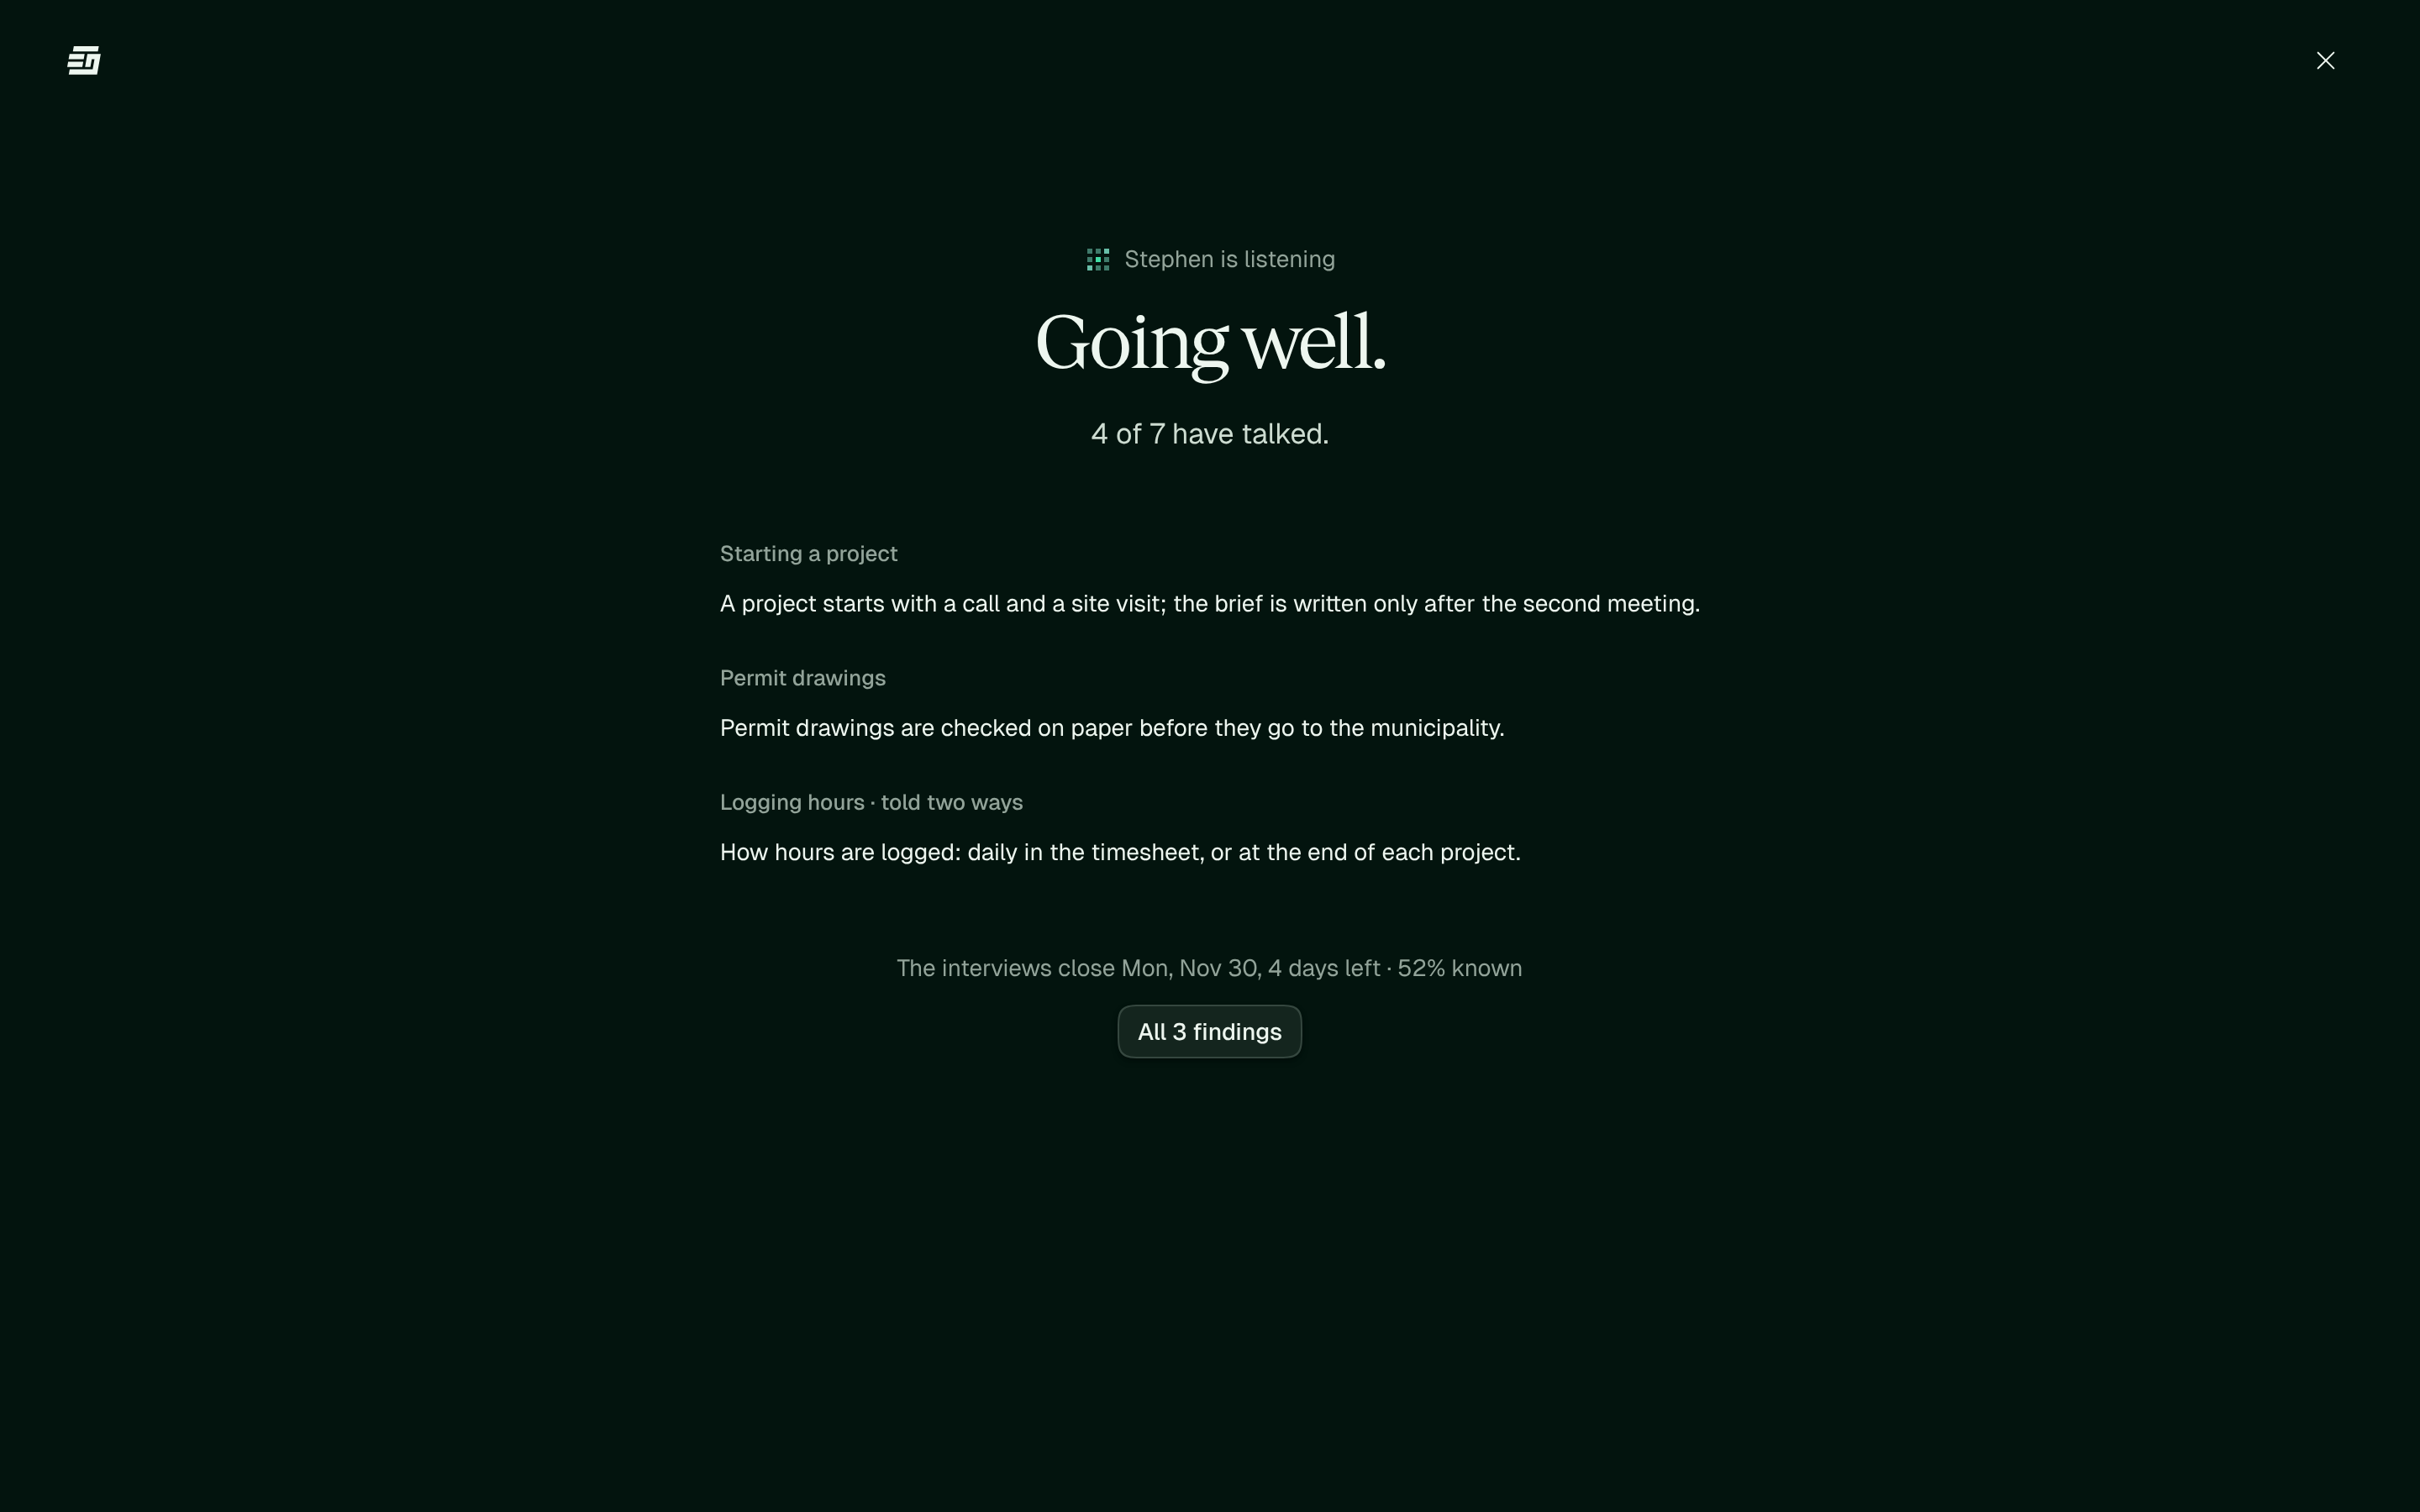 Stephen is listening
Going well.
4 of 7 have talked.
Starting a project
A project starts with a call and a site visit; the brief is written only after the second meeting.
Permit drawings
Permit drawings are checked on paper before they go to the municipality.
Logging hours · told two ways
How hours are logged: daily in the timesheet, or at the end of each project.
The interviews close Mon, Nov 30, 4 days left · 52% known
All 3 findings